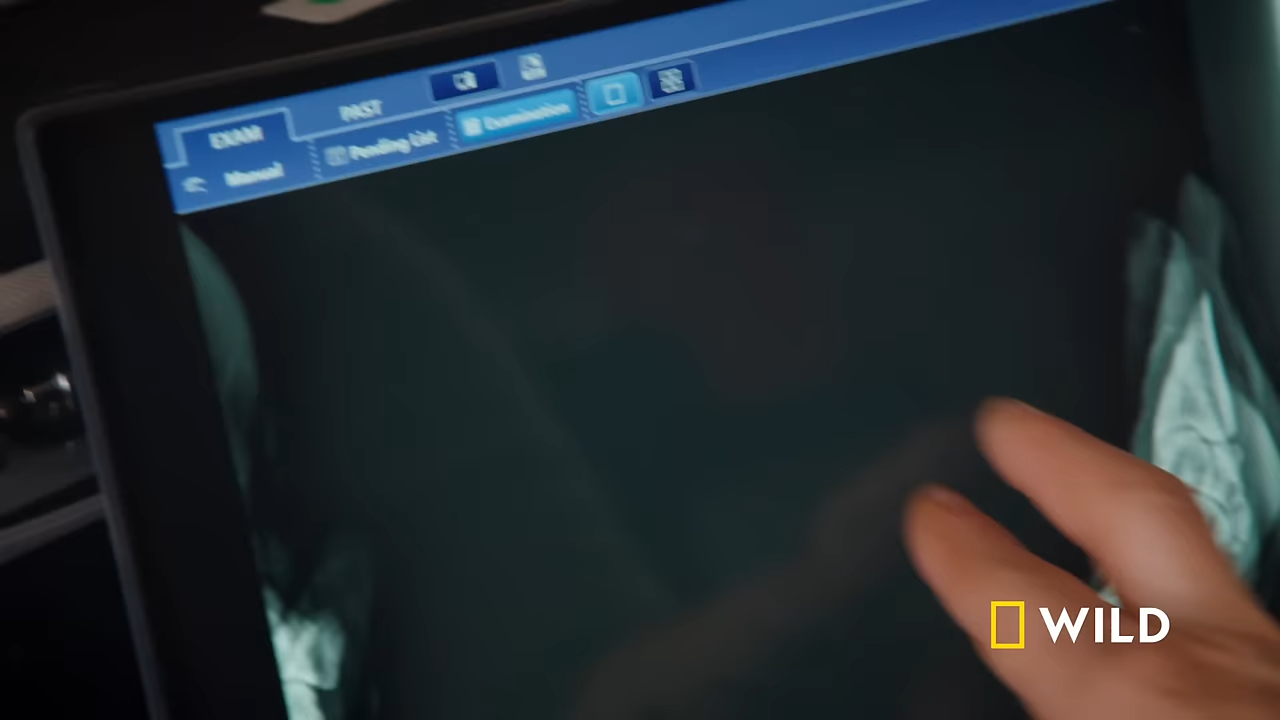 EXAM
PAST
Manual
Pending List
Examination
WILD